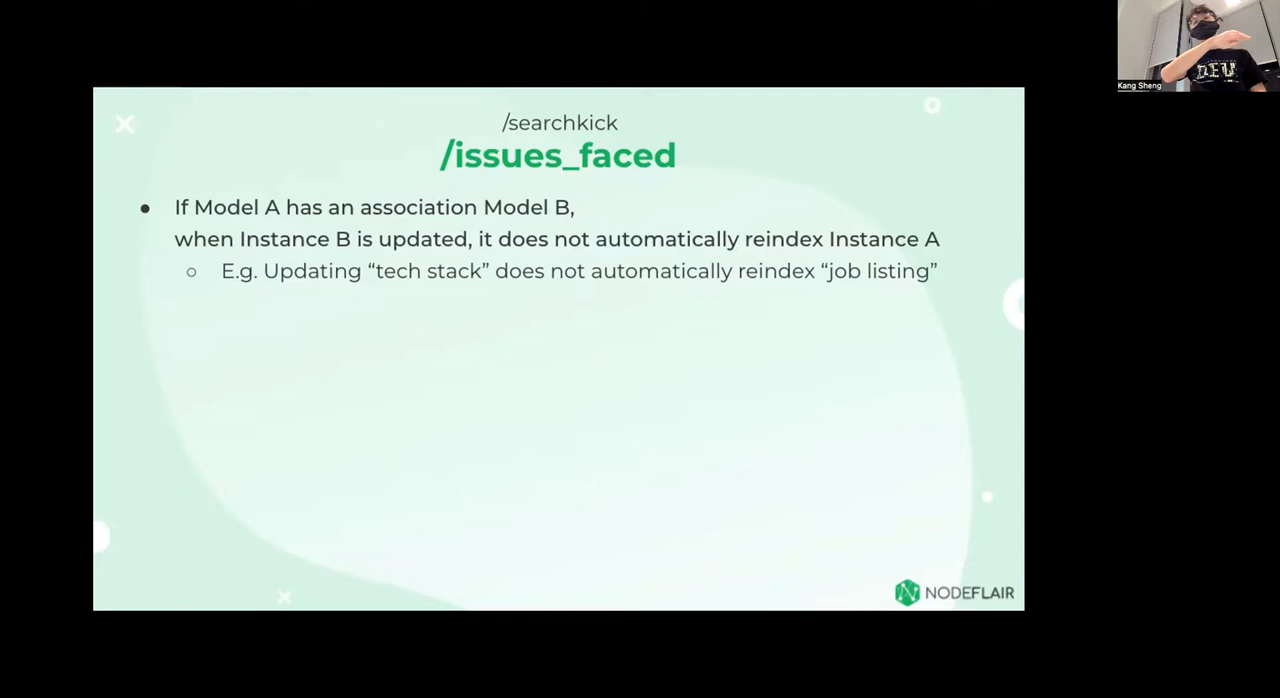 /searchkick
/issues_faced
● If Model A has an association Model B,
when Instance B is updated, it does not automatically reindex Instance A
○ E.g. Updating “tech stack” does not automatically reindex “job listing”
NODEFLAIR
Kang Sheng
DEV